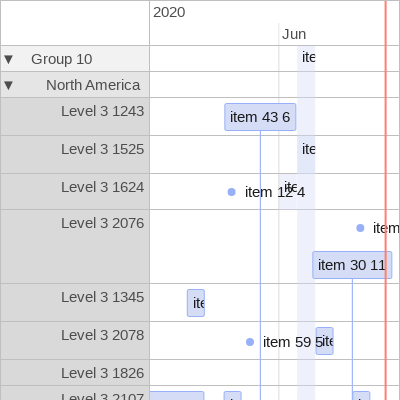 2020
Jun
▼ Group 10 ite
▼ North America
Level 3 1243 item 43 6
Level 3 1525 ite
Level 3 1624 item 12 4 ite
Level 3 2076 item
item 30 11
Level 3 1345 ite
Level 3 2078 item 59 5 ite
Level 3 1826
Level 3 2107